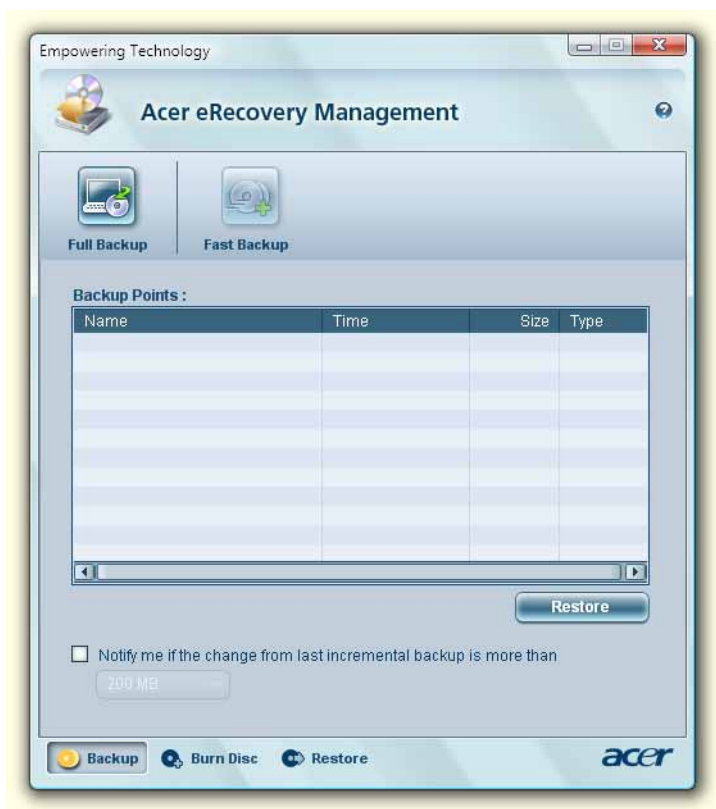 Empowering Technology
Acer eRecovery Management
Full Backup Fast Backup
Backup Points :
Name Time Size Type
Restore
Notify me if the change from last incremental backup is more than
200 MB
Backup Burn Disc Restore acer